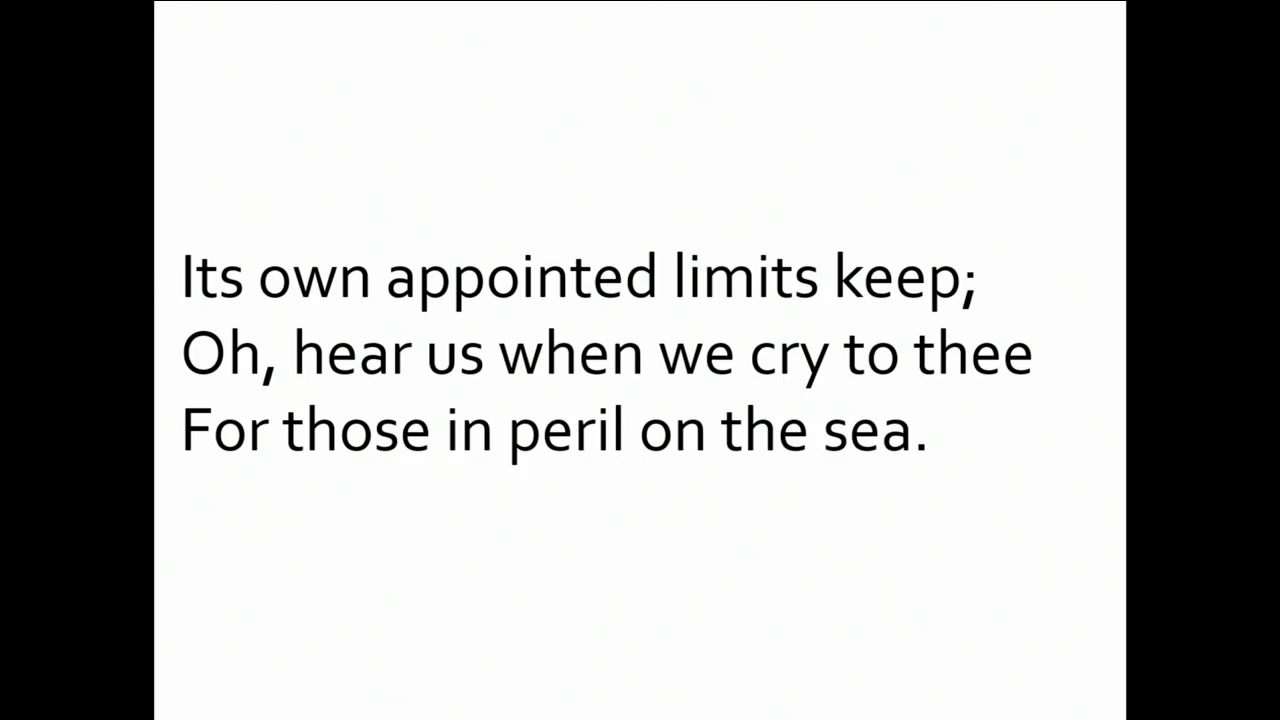 Its own appointed limits keep;
Oh, hear us when we cry to thee
For those in peril on the sea.